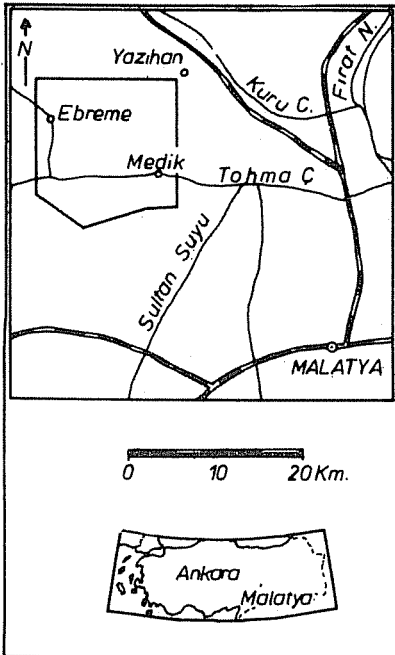 N
Yazıhan
Kuru Ç.
Fırat N.
Ebreme
Medik
Tohma Ç
Sultan Suyu
MALATYA
0 10 20 Km.
Ankara
Malatya